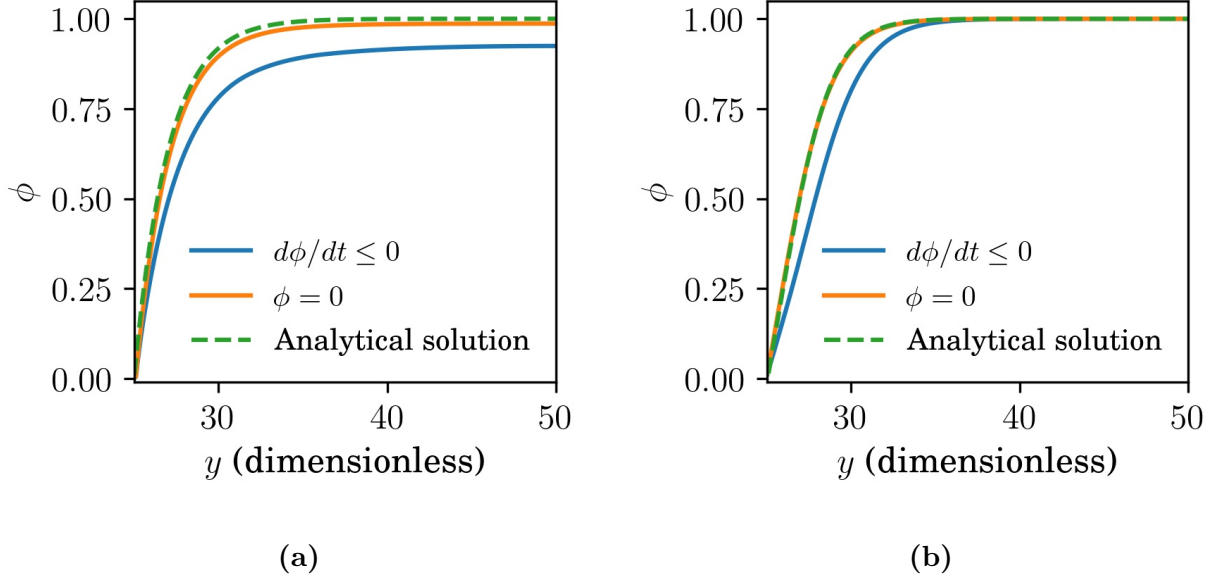 1.00
0.75
0.50
0.25
0.00
ϕ
dϕ/dt ≤ 0
ϕ = 0
Analytical solution
30 40 50
y (dimensionless)
(a)
1.00
0.75
0.50
0.25
0.00
ϕ
dϕ/dt ≤ 0
ϕ = 0
Analytical solution
30 40 50
y (dimensionless)
(b)